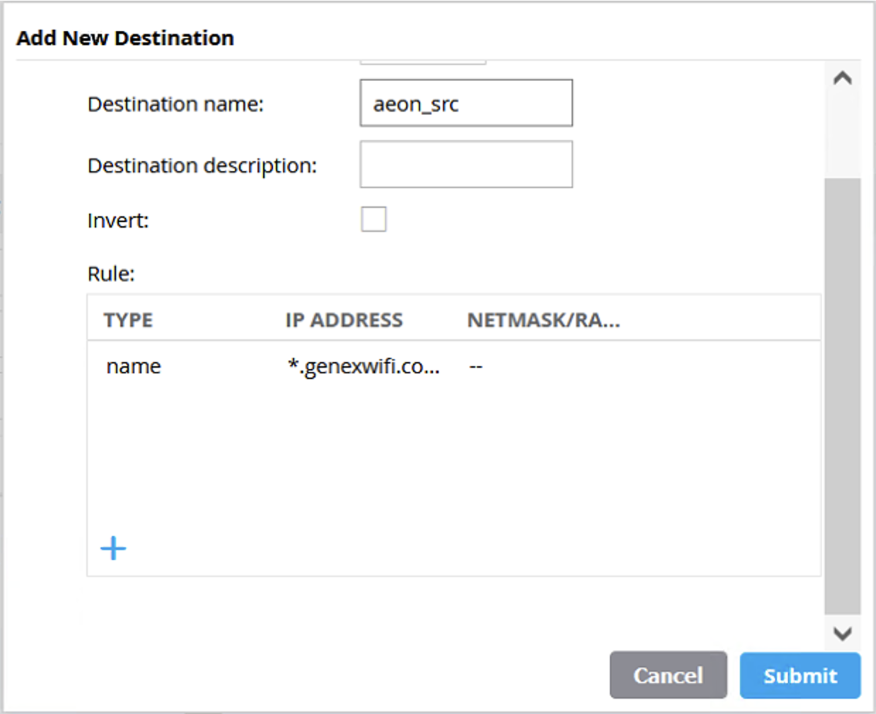 Add New Destination
Destination name: aeon_src
Destination description:
Invert:
Rule:
TYPE IP ADDRESS NETMASK/RA...
name *.genexwifi.co... --
Cancel Submit